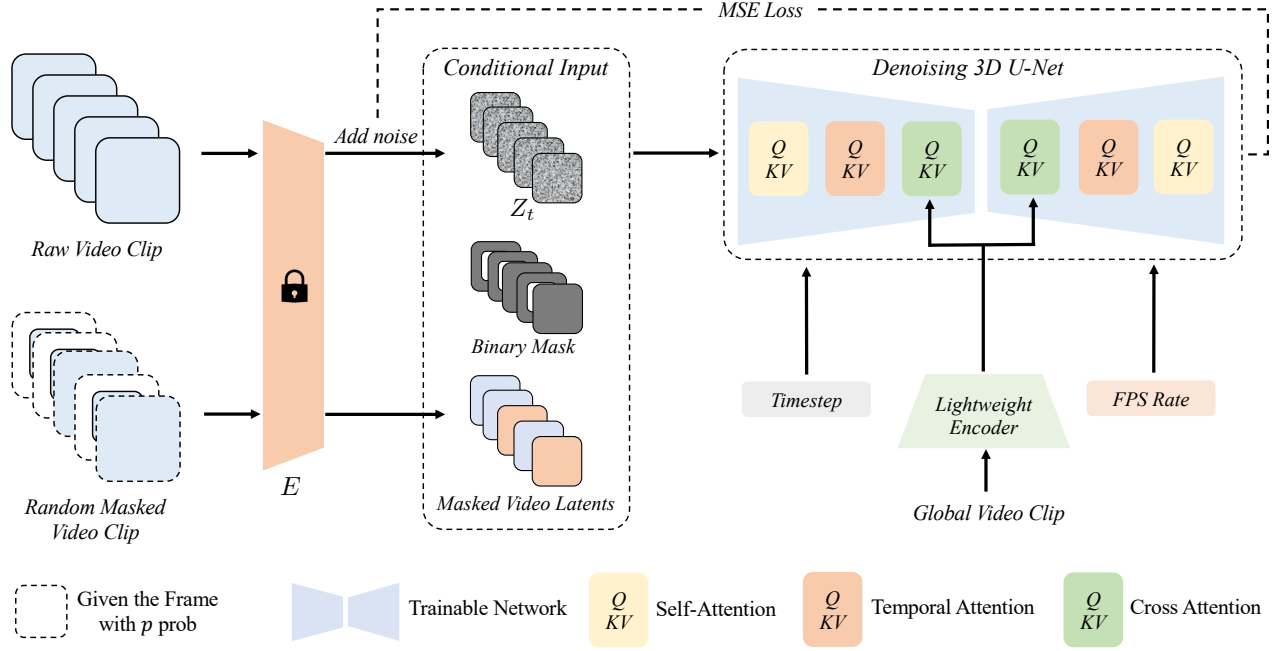 MSE Loss
Conditional Input
Denoising 3D U-Net
Add noise
Q
KV
Q
KV
Q
KV
Q
KV
Q
KV
Q
KV
Z_t
Raw Video Clip
Binary Mask
Timestep
Lightweight
Encoder
FPS Rate
E
Masked Video Latents
Random Masked
Video Clip
Global Video Clip
Given the Frame
with p prob
Trainable Network
Q
KV
Self-Attention
Q
KV
Temporal Attention
Q
KV
Cross Attention